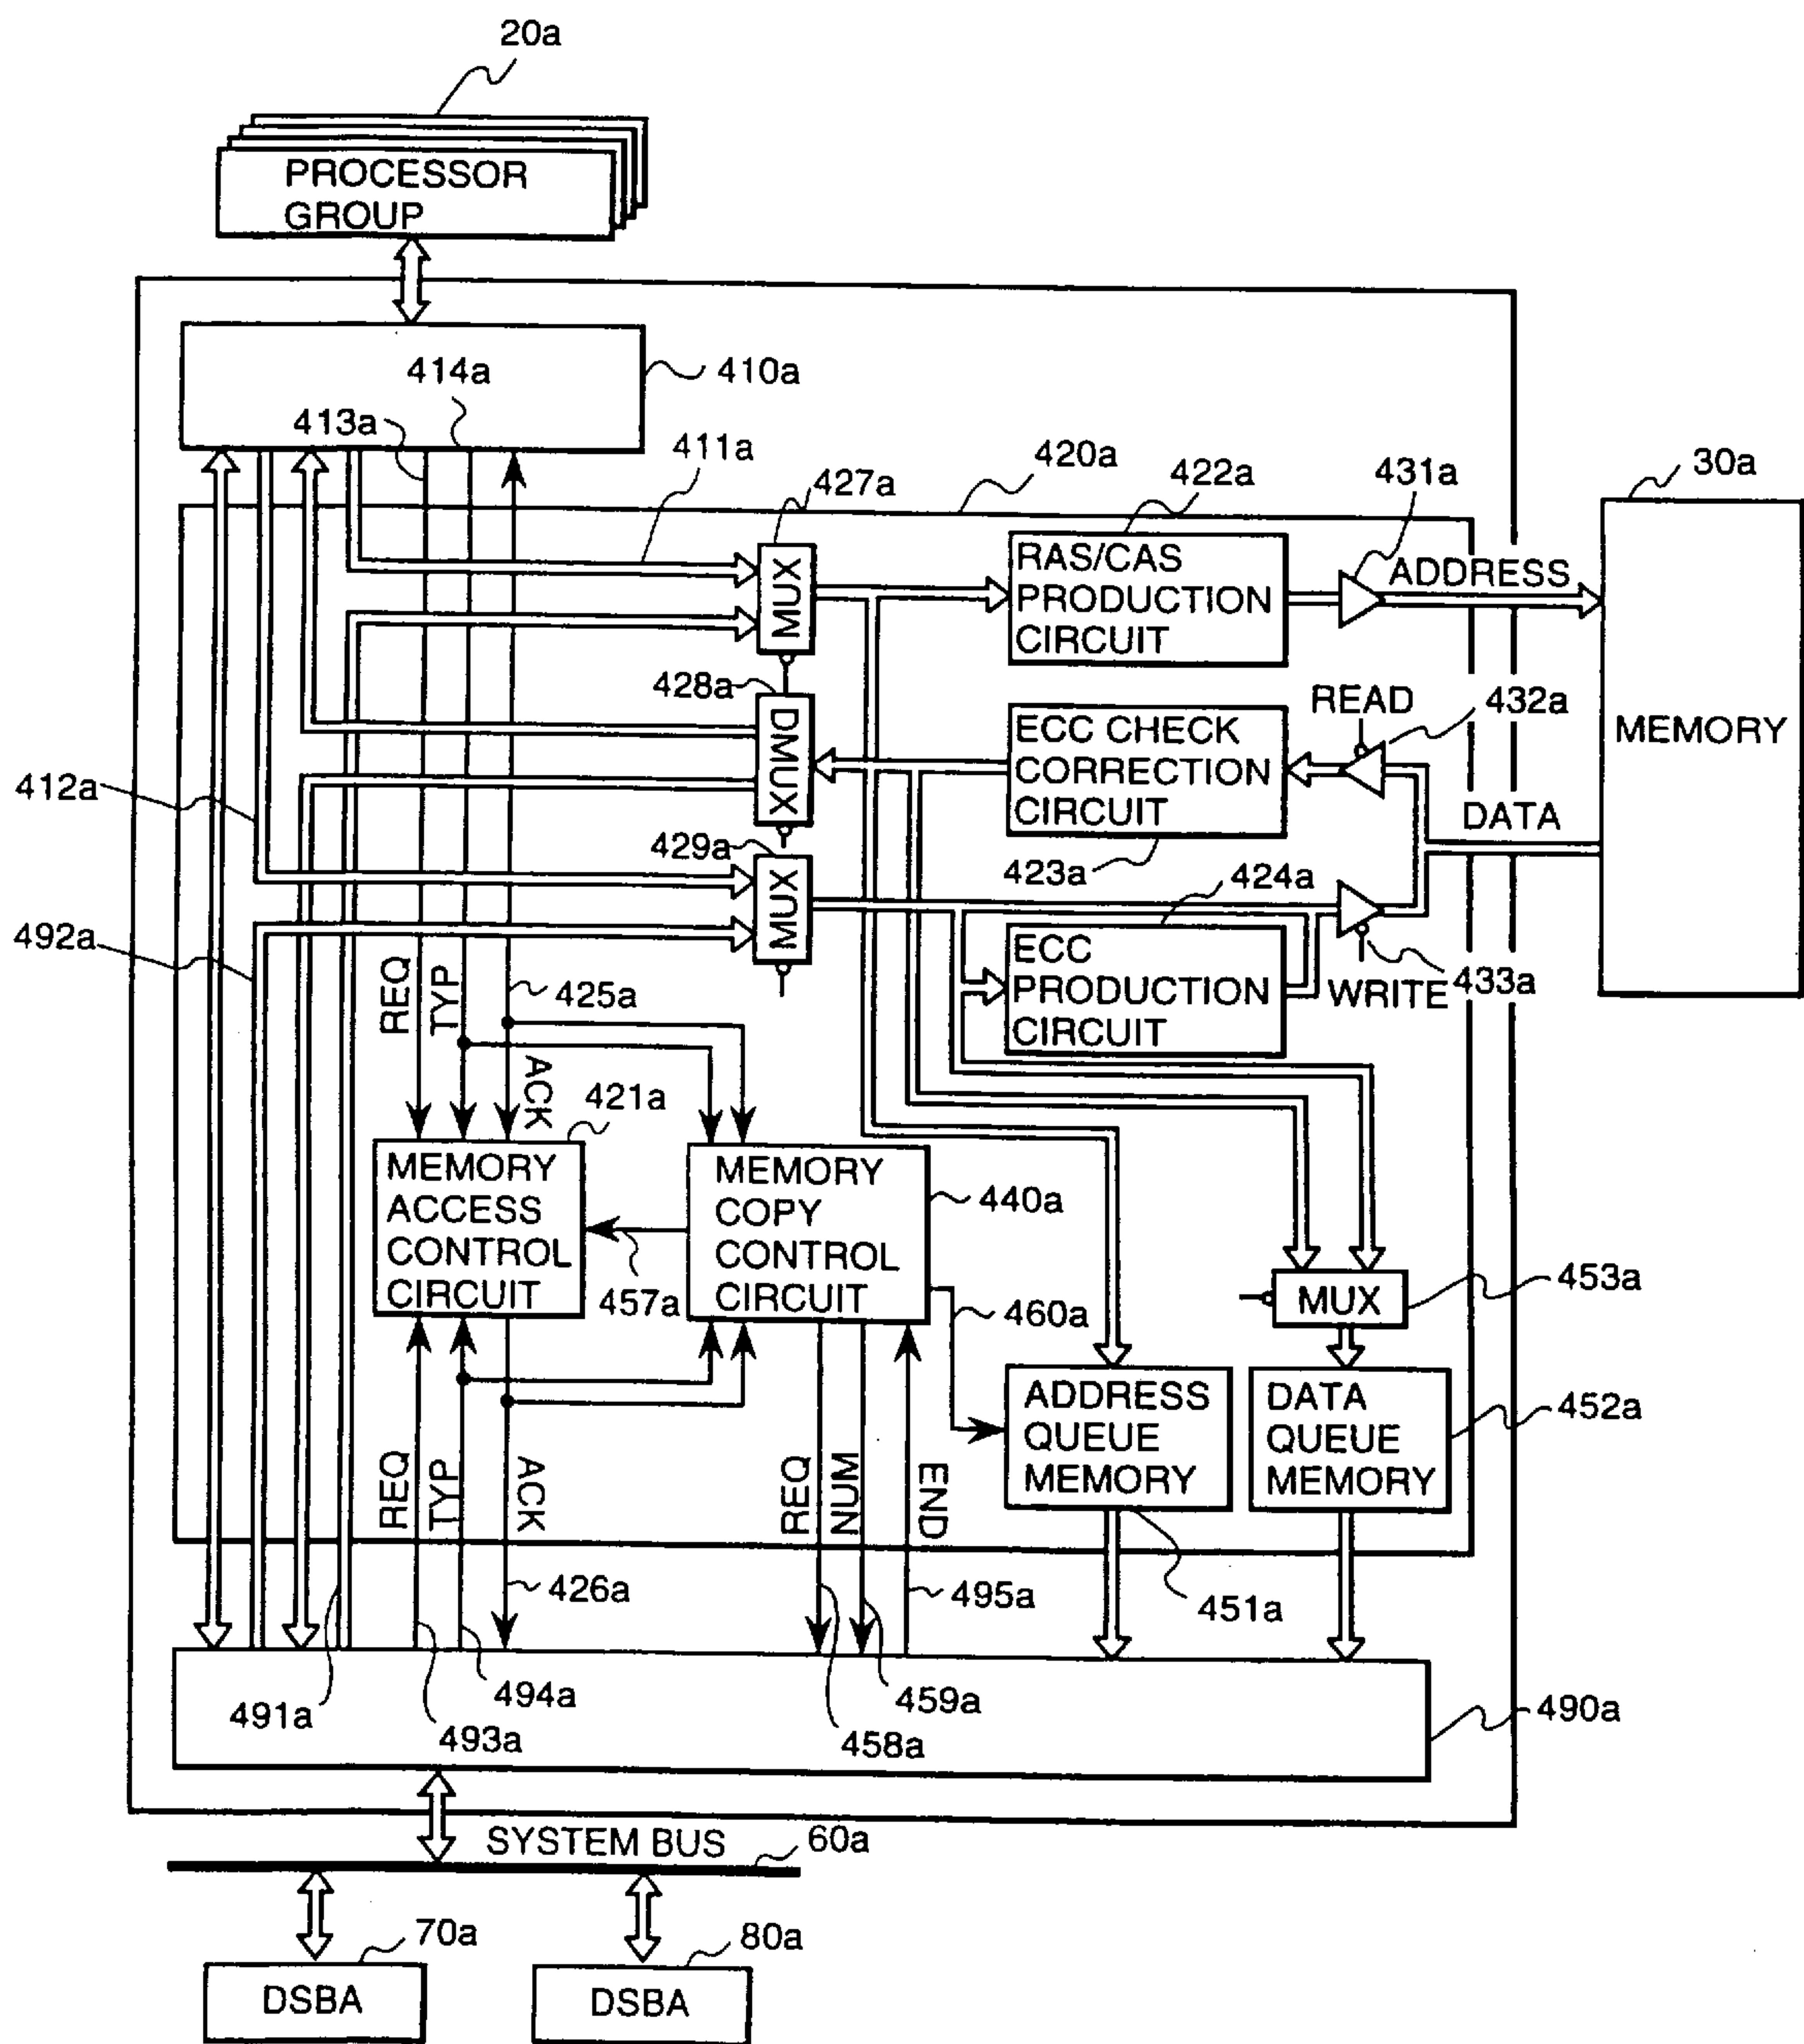 20a
PROCESSOR
GROUP
414a
410a
413a
411a
427a
420a
422a
431a
30a
MUX
RAS/CAS
PRODUCTION
CIRCUIT
ADDRESS
428a
DMUX
ECC CHECK
CORRECTION
CIRCUIT
READ
432a
MEMORY
412a
DATA
429a
423a
424a
MUX
492a
ECC
PRODUCTION
CIRCUIT
WRITE
433a
REQ
TYP
425a
ACK
421a
MEMORY
ACCESS
CONTROL
CIRCUIT
MEMORY
COPY
CONTROL
CIRCUIT
440a
457a
460a
MUX
453a
ADDRESS
QUEUE
MEMORY
DATA
QUEUE
MEMORY
452a
REQ
TYP
ACK
REQ
NUM
END
426a
495a
451a
491a
494a
493a
459a
458a
490a
SYSTEM BUS
60a
70a
80a
DSBA
DSBA